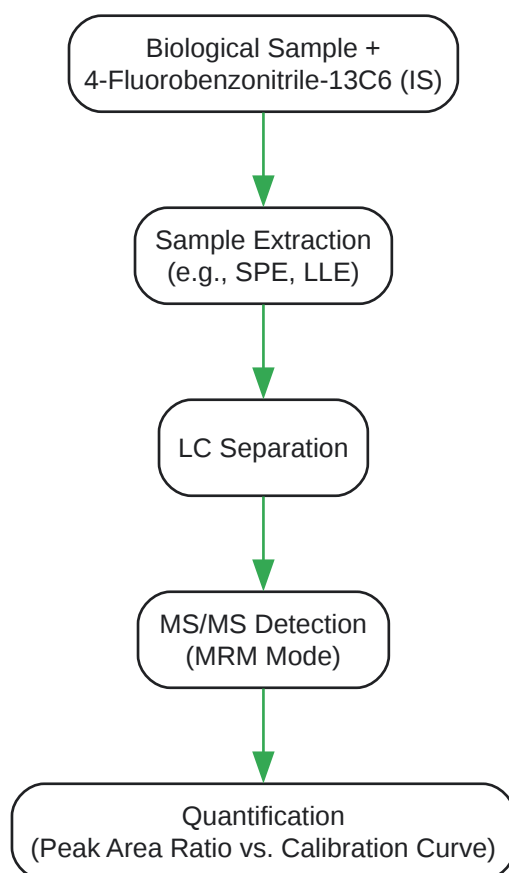 Biological Sample +
4-Fluorobenzonitrile-13C6 (IS)
Sample Extraction
(e.g., SPE, LLE)
LC Separation
MS/MS Detection
(MRM Mode)
Quantification
(Peak Area Ratio vs. Calibration Curve)